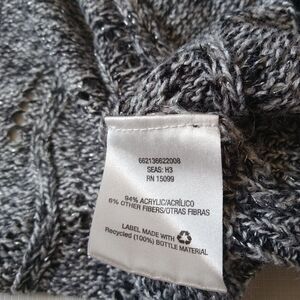 662138622008
SEAS: H3
RN 15099
94% ACRYLIC/ACRÍLICO
6% OTHER FIBERS/OTRAS FIBRAS
LABEL MADE WITH
Recycled (100%) BOTTLE MATERIAL